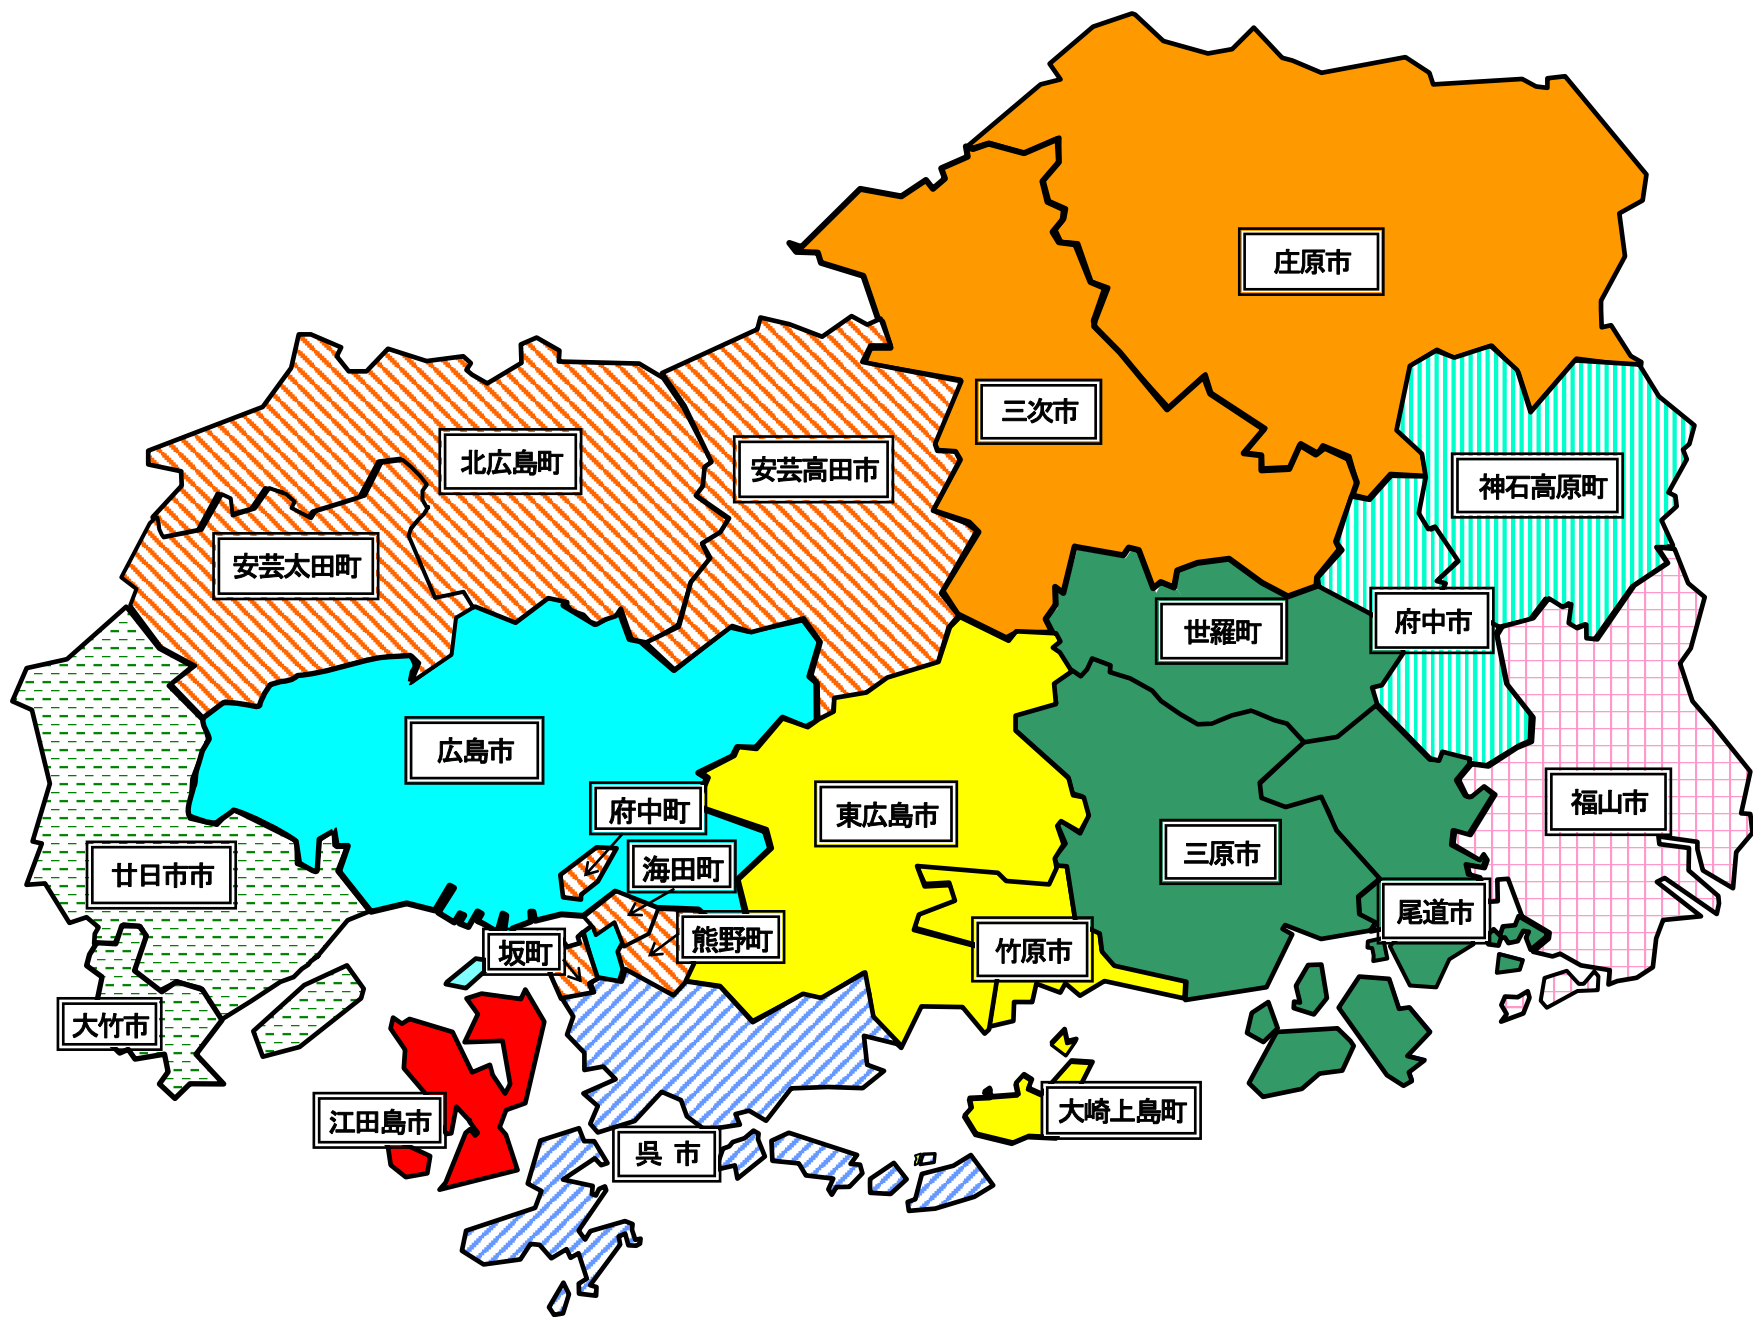 庄原市
三次市
北広島町
安芸高田市
神石高原町
安芸太田町
府中市
世羅町
広島市
府中町
東広島市
福山市
海田町
三原市
廿日市市
尾道市
熊野町
坂町
竹原市
大竹市
江田島市
大崎上島町
呉 市